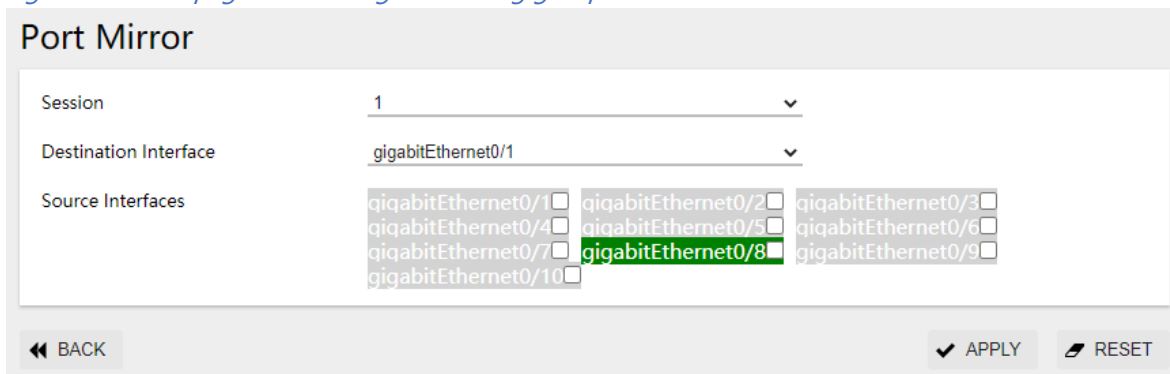 Port Mirror
Session 1
Destination Interface gigabitEthernet0/1
Source Interfaces gigabitEthernet0/1 gigabitEthernet0/2 gigabitEthernet0/3
gigabitEthernet0/4 gigabitEthernet0/5 gigabitEthernet0/6
gigabitEthernet0/7 gigabitEthernet0/8 gigabitEthernet0/9
gigabitEthernet0/10
BACK APPLY RESET